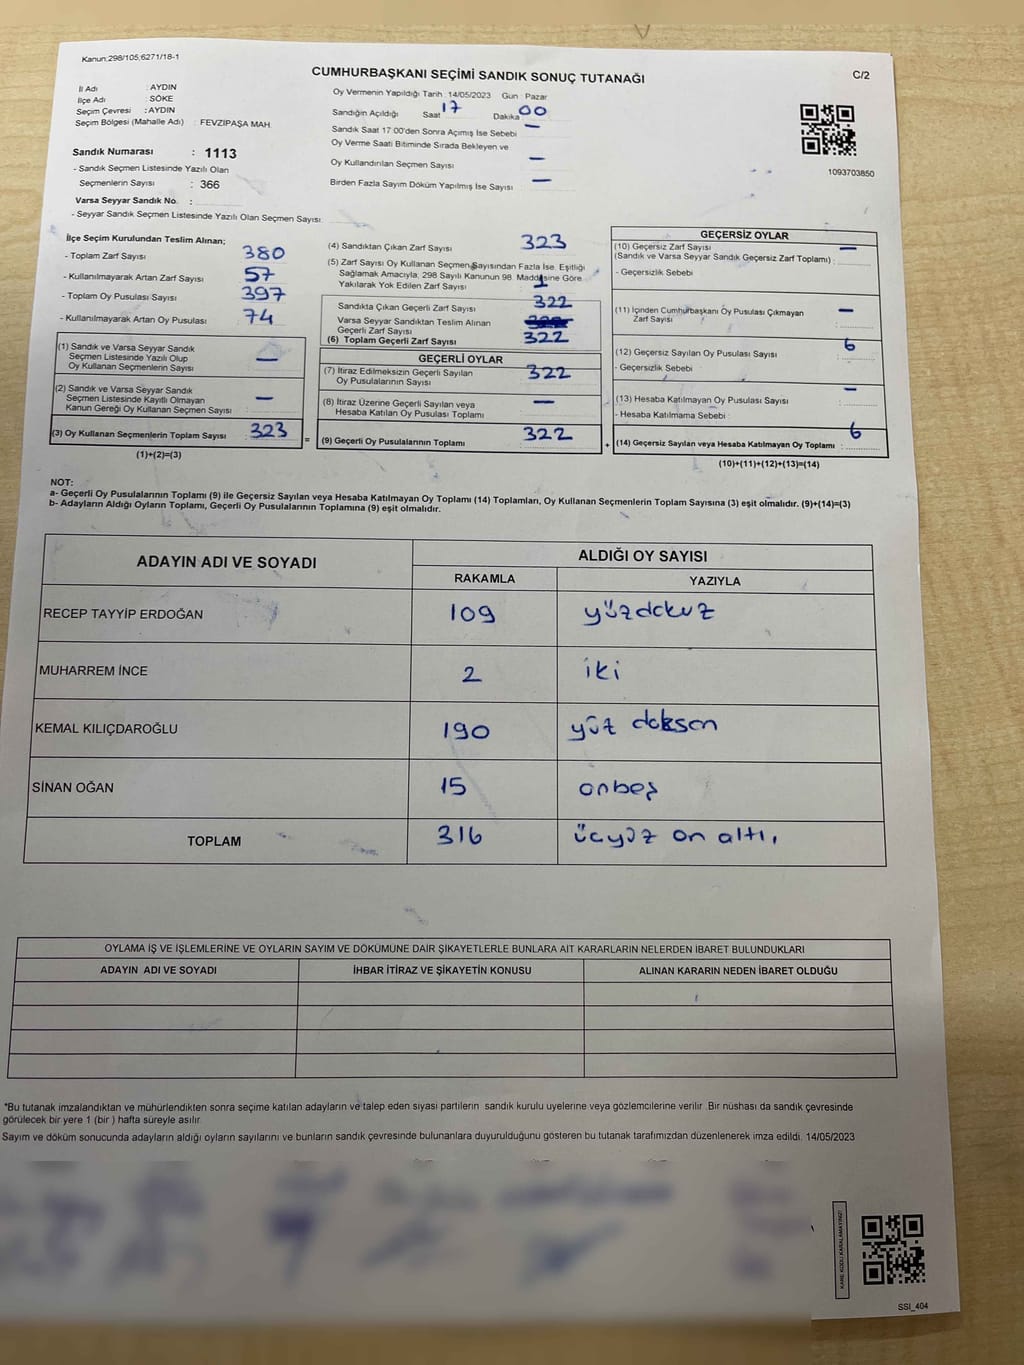 Kanun:298/105;6271/18-1
CUMHURBAŞKANI SEÇİMİ SANDIK SONUÇ TUTANAĞI
C/2
İl Adı : AYDIN
İlçe Adı : SÖKE
Seçim Çevresi : AYDIN
Seçim Bölgesi (Mahalle Adı) : FEVZİPAŞA MAH.
Sandık Numarası : 1113
- Sandık Seçmen Listesinde Yazılı Olan
Seçmenlerin Sayısı : 366
Varsa Seyyar Sandık No :
- Seyyar Sandık Seçmen Listesinde Yazılı Olan Seçmen Sayısı:
Oy Vermenin Yapıldığı Tarih : 14/05/2023 Gün : Pazar
Sandığın Açıldığı Saat 17 Dakika 00
Sandık Saat 17:00'den Sonra Açımış İse Sebebi –
Oy Verme Saati Bitiminde Sırada Bekleyen ve
Oy Kullandırılan Seçmen Sayısı –
Birden Fazla Sayım Döküm Yapılmış İse Sayısı –
1093703850
İlçe Seçim Kurulundan Teslim Alınan;
- Toplam Zarf Sayısı 380
- Kullanılmayarak Artan Zarf Sayısı 57
- Toplam Oy Pusulası Sayısı 397
- Kullanılmayarak Artan Oy Pusulası 74
(1) Sandık ve Varsa Seyyar Sandık
Seçmen Listesinde Yazılı Olup
Oy Kullanan Seçmenlerin Sayısı –
(2) Sandık ve Varsa Seyyar Sandık
Seçmen Listesinde Kayıtlı Olmayan
Kanun Gereği Oy Kullanan Seçmen Sayısı –
(3) Oy Kullanan Seçmenlerin Toplam Sayısı 323
(1)+(2)=(3)
(4) Sandıktan Çıkan Zarf Sayısı 323
(5) Zarf Sayısı Oy Kullanan Seçmen Sayısından Fazla İse, Eşitliği
Sağlamak Amacıyla; 298 Sayılı Kanunun 98. Maddesine Göre
Yakılarak Yok Edilen Zarf Sayısı 1
Sandıkta Çıkan Geçerli Zarf Sayısı 322
Varsa Seyyar Sandıktan Teslim Alınan
Geçerli Zarf Sayısı
(6) Toplam Geçerli Zarf Sayısı 322
GEÇERLİ OYLAR
(7) İtiraz Edilmeksizin Geçerli Sayılan
Oy Pusulalarının Sayısı 322
(8) İtiraz Üzerine Geçerli Sayılan veya
Hesaba Katılan Oy Pusulası Toplamı –
= (9) Geçerli Oy Pusulalarının Toplamı 322
GEÇERSİZ OYLAR
(10) Geçersiz Zarf Sayısı –
(Sandık ve Varsa Seyyar Sandık Geçersiz Zarf Toplamı) :
- Geçersizlik Sebebi :
(11) İçinden Cumhurbaşkanı Oy Pusulası Çıkmayan
Zarf Sayısı : –
(12) Geçersiz Sayılan Oy Pusulası Sayısı : 6
- Geçersizlik Sebebi :
(13) Hesaba Katılmayan Oy Pusulası Sayısı : –
- Hesaba Katılmama Sebebi :
+ (14) Geçersiz Sayılan veya Hesaba Katılmayan Oy Toplamı : 6
(10)+(11)+(12)+(13)=(14)
NOT:
a- Geçerli Oy Pusulalarının Toplamı (9) ile Geçersiz Sayılan veya Hesaba Katılmayan Oy Toplamı (14) Toplamları, Oy Kullanan Seçmenlerin Toplam Sayısına (3) eşit olmalıdır. (9)+(14)=(3)
b- Adayların Aldığı Oyların Toplamı, Geçerli Oy Pusulalarının Toplamına (9) eşit olmalıdır.
ADAYIN ADI VE SOYADI
ALDIĞI OY SAYISI
RAKAMLA YAZIYLA
RECEP TAYYİP ERDOĞAN 109 yüzdokuz
MUHARREM İNCE 2 iki
KEMAL KILIÇDAROĞLU 190 yüz doksan
SİNAN OĞAN 15 onbeş
TOPLAM 316 üçyüz on altı,
OYLAMA İŞ VE İŞLEMLERİNE VE OYLARIN SAYIM VE DÖKÜMÜNE DAİR ŞİKAYETLERLE BUNLARA AİT KARARLARIN NELERDEN İBARET BULUNDUKLARI
ADAYIN ADI VE SOYADI İHBAR İTİRAZ VE ŞİKAYETİN KONUSU ALINAN KARARIN NEDEN İBARET OLDUĞU
*Bu tutanak imzalandıktan ve mühürlendikten sonra seçime katılan adayların ve talep eden siyasi partilerin sandık kurulu üyelerine veya gözlemcilerine verilir. Bir nüshası da sandık çevresinde
görülecek bir yere 1 (bir) hafta süreyle asılır.
Sayım ve döküm sonucunda adayların aldığı oyların sayılarını ve bunların sandık çevresinde bulunanlara duyurulduğunu gösteren bu tutanak tarafımızdan düzenlenerek imza edildi. 14/05/2023
KARE KODU KARALAMAYINIZ!
SSI_404